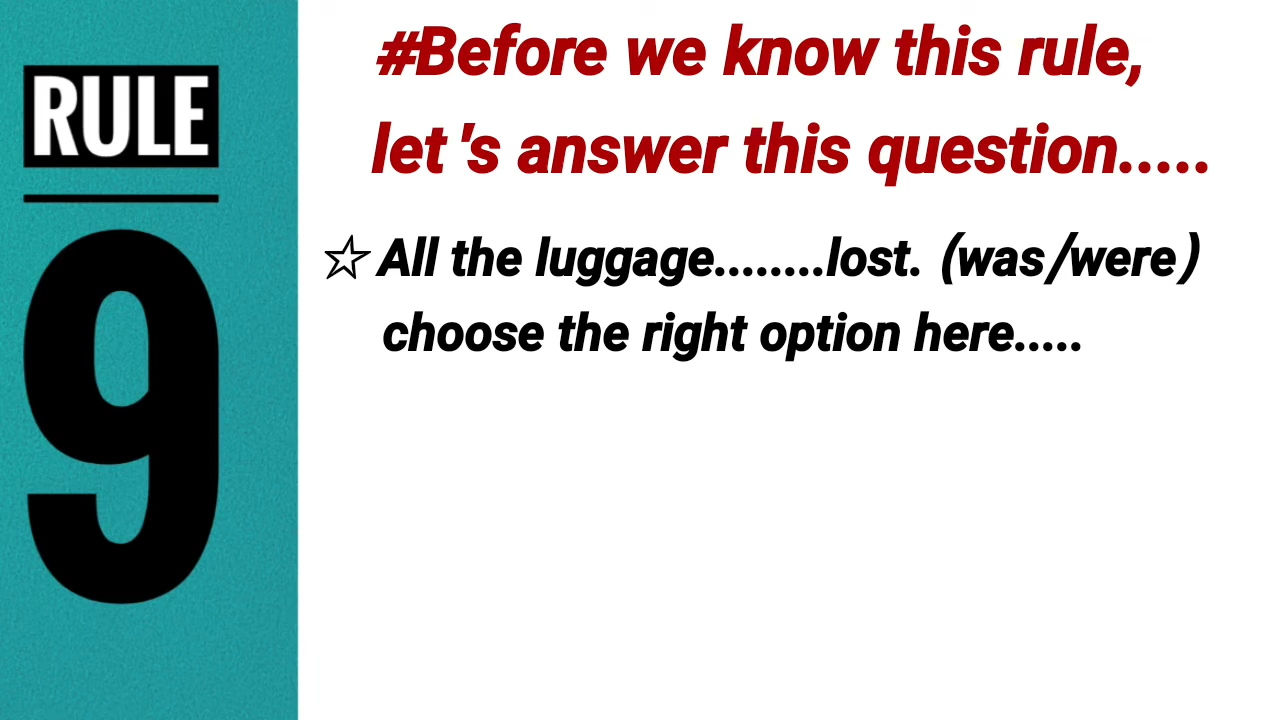 RULE
9
#Before we know this rule,
let 's answer this question.....
☆All the luggage........lost. (was/were)
choose the right option here.....